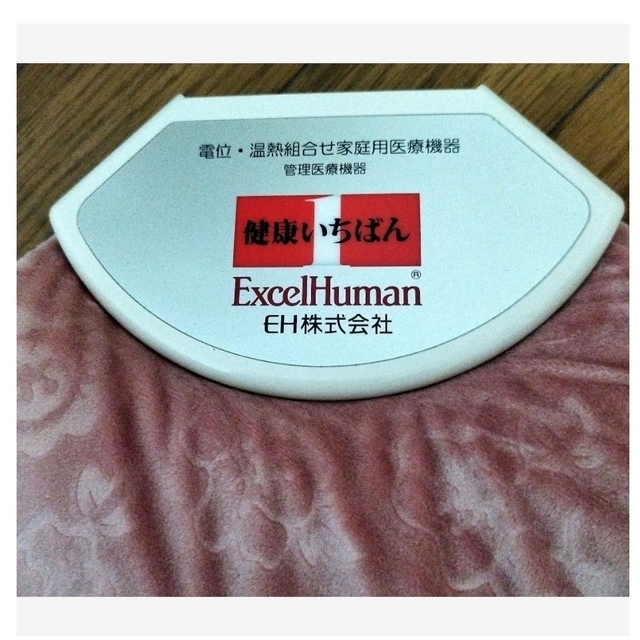 電位・温熱組合せ家庭用医療機器
管理医療機器
1
健康いちばん
ExcelHuman®
EH株式会社